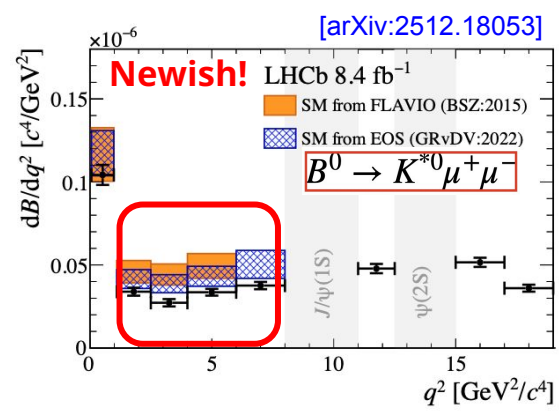 [arXiv:2512.18053]
×10⁻⁶
Newish!
LHCb 8.4 fb⁻¹
SM from FLAVIO (BSZ:2015)
SM from EOS (GRvDV:2022)
B⁰ → K*⁰μ⁺μ⁻
dB/dq² [c⁴/GeV²]
0.15
0.1
0.05
0
J/ψ(1S)
ψ(2S)
0 5 10 15
q² [GeV²/c⁴]